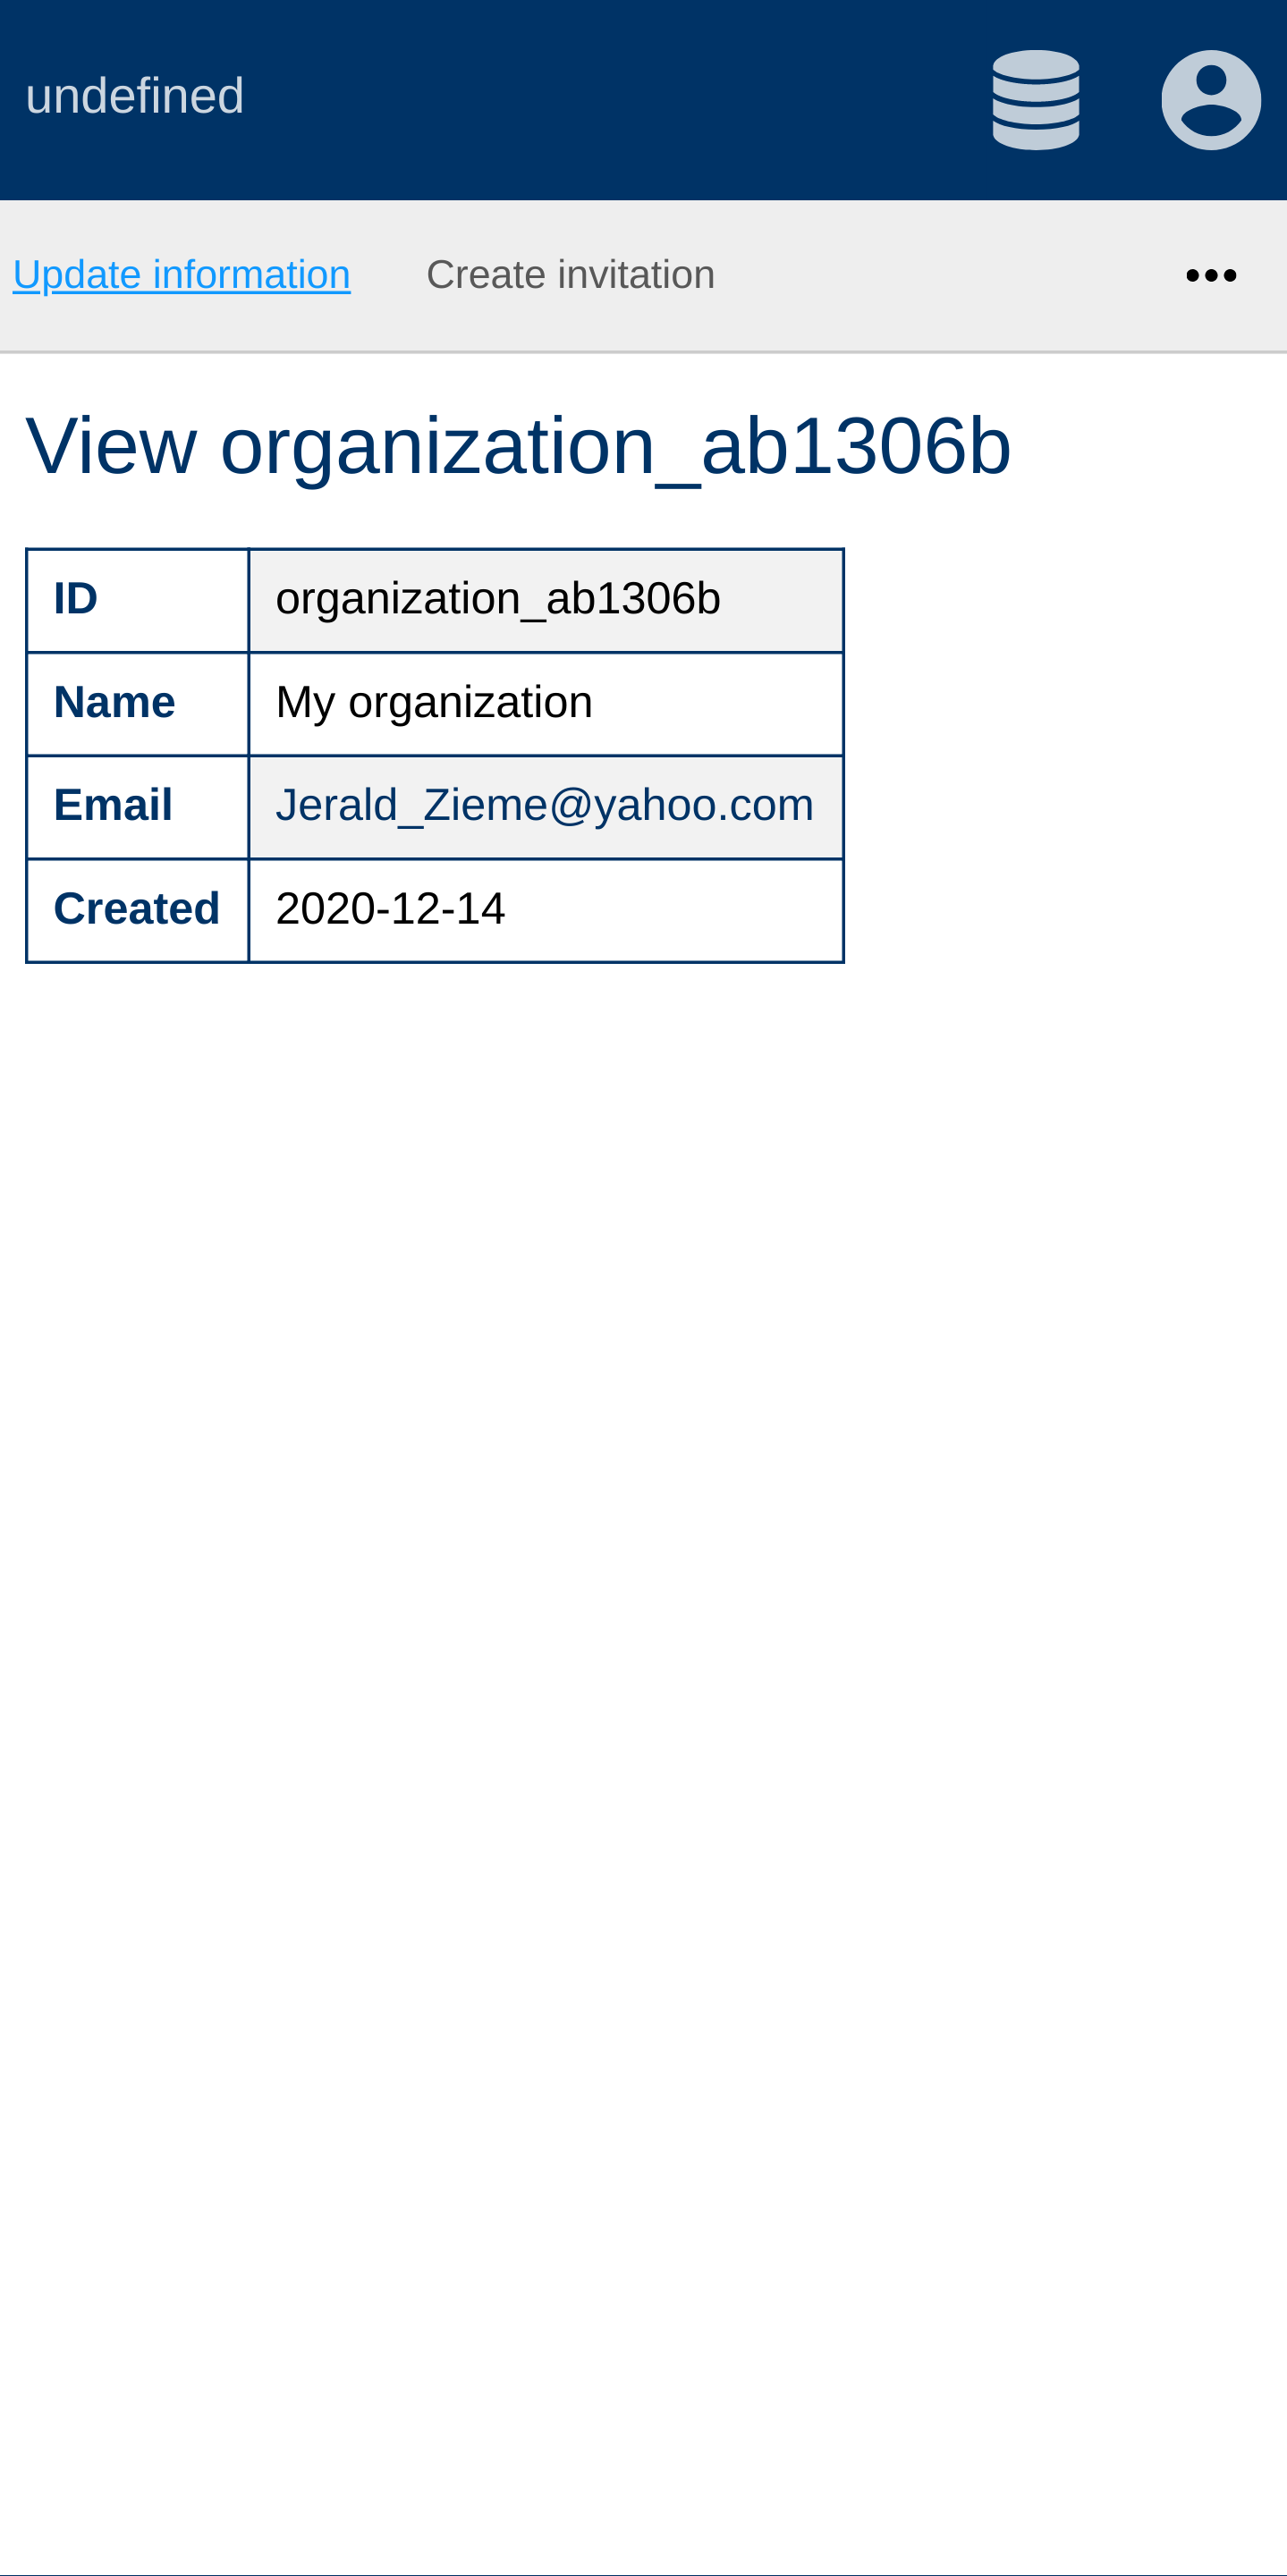 undefined
Update information Create invitation •••
View organization_ab1306b
ID organization_ab1306b
Name My organization
Email Jerald_Zieme@yahoo.com
Created 2020-12-14